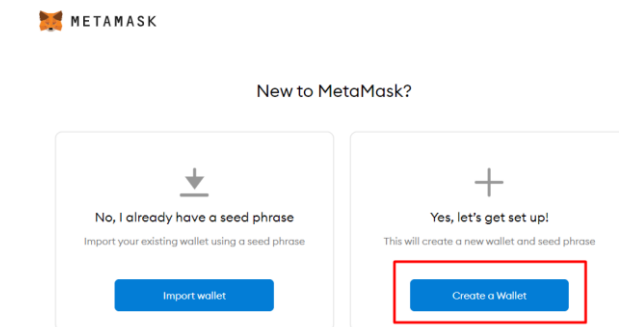 METAMASK
New to MetaMask?
No, I already have a seed phrase
Import your existing wallet using a seed phrase
Import wallet
Yes, let's get set up!
This will create a new wallet and seed phrase
Create a Wallet